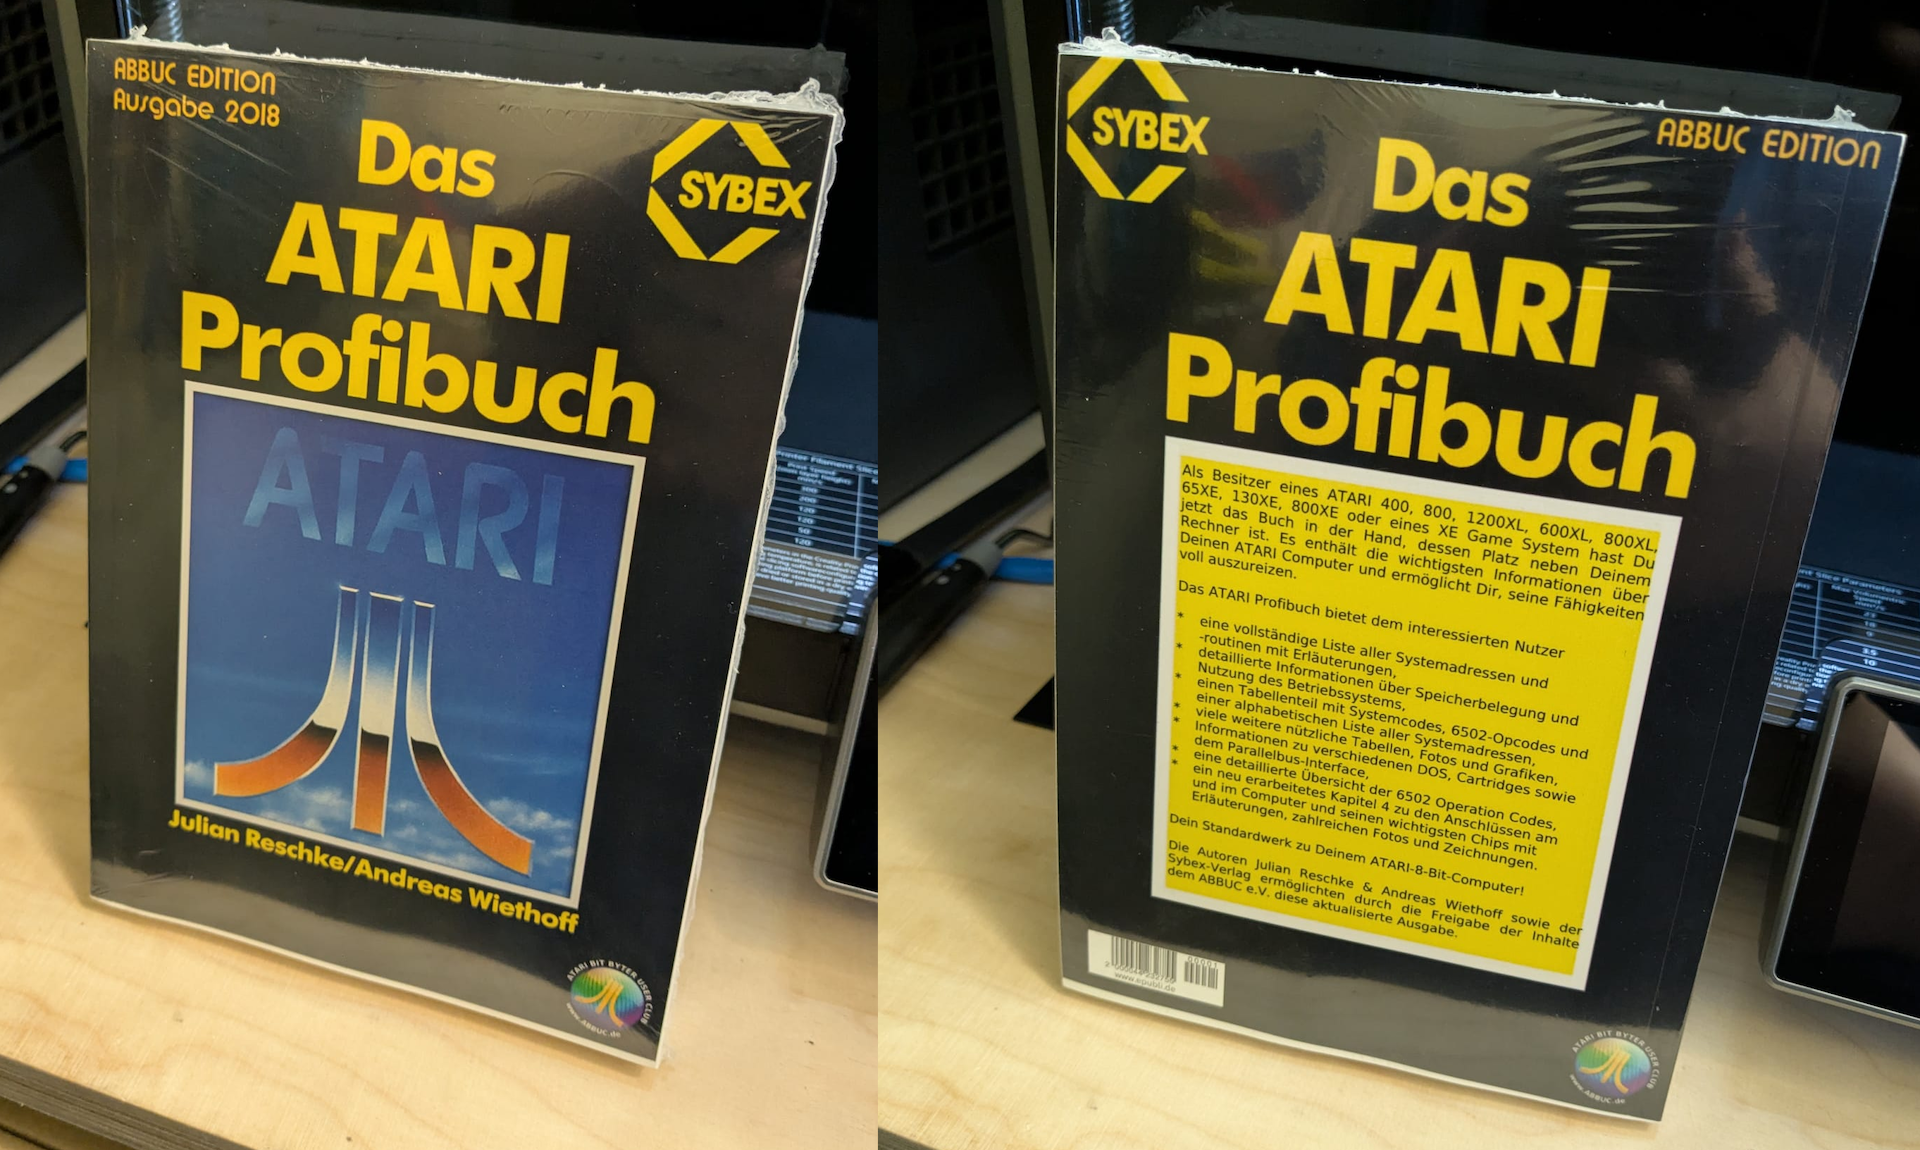 ABBUC EDITION
Ausgabe 2018
Das
ATARI
Profibuch
SYBEX
ATARI
Julian Reschke/Andreas Wiethoff
ATARI BIT BYTER USER CLUB
www.ABBUC.de
SYBEX
ABBUC EDITION
Das
ATARI
Profibuch
Als Besitzer eines ATARI 400, 800, 1200XL, 600XL, 800XL,
65XE, 130XE, 800XE oder eines XE Game System hast Du
jetzt das Buch in der Hand, dessen Platz neben Deinem
Rechner ist. Es enthält die wichtigsten Informationen über
Deinen ATARI Computer und ermöglicht Dir, seine Fähigkeiten
voll auszureizen.
Das ATARI Profibuch bietet dem interessierten Nutzer
* eine vollständige Liste aller Systemadressen und
-routinen mit Erläuterungen,
* detaillierte Informationen über Speicherbelegung und
Nutzung des Betriebssystems,
* einen Tabellenteil mit Systemcodes, 6502-Opcodes und
einer alphabetischen Liste aller Systemadressen,
* viele weitere nützliche Tabellen, Fotos und Grafiken,
* Informationen zu verschiedenen DOS, Cartridges sowie
dem Parallelbus-Interface,
* eine detaillierte Übersicht der 6502 Operation Codes,
* ein neu erarbeitetes Kapitel 4 zu den Anschlüssen am
und im Computer und seinen wichtigsten Chips mit
Erläuterungen, zahlreichen Fotos und Zeichnungen.
Dein Standardwerk zu Deinem ATARI-8-Bit-Computer!
Die Autoren Julian Reschke & Andreas Wiethoff sowie der
Sybex-Verlag ermöglichten durch die Freigabe der Inhalte
dem ABBUC e.V. diese aktualisierte Ausgabe.
00001
www.epubli.de
ATARI BIT BYTER USER CLUB
www.ABBUC.de